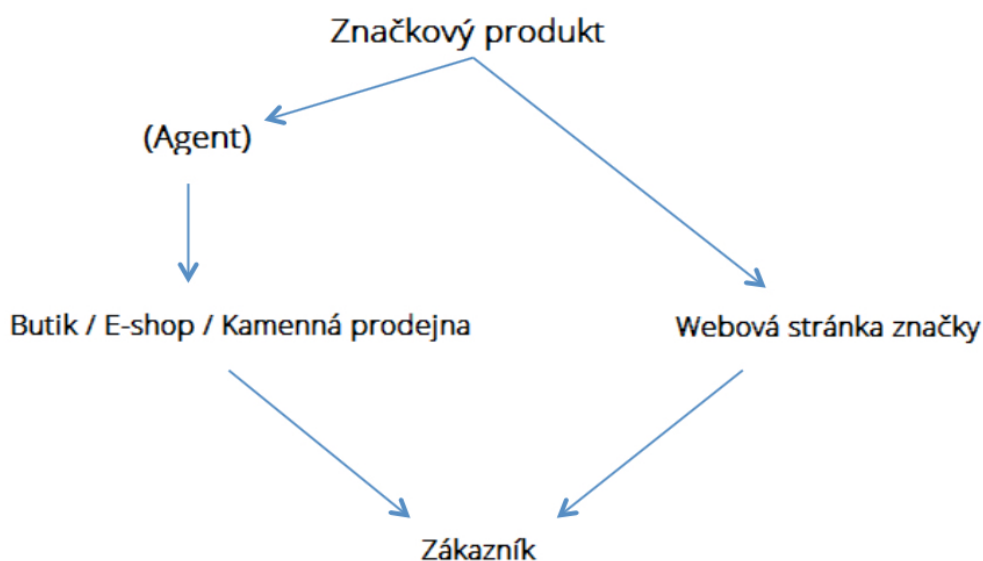 Značkový produkt
(Agent)
Butik / E-shop / Kamenná prodejna
Webová stránka značky
Zákazník